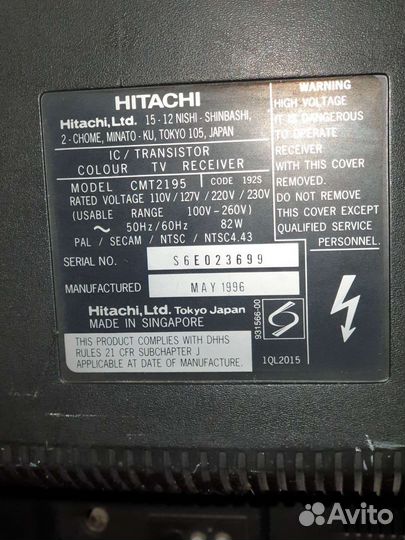 HITACHI
Hitachi,Ltd. 15-12 NISHI-SHINBASHI,
2-CHOME, MINATO-KU, TOKYO 105, JAPAN
IC/TRANSISTOR
COLOUR TV RECEIVER
MODEL CMT2195 CODE 192S
RATED VOLTAGE 110V/127V/220V/230V
(USABLE RANGE 100V-260V)
~ 50Hz/60Hz 82W
PAL / SECAM / NTSC / NTSC4.43
SERIAL NO. S6E023699
MANUFACTURED MAY 1996
Hitachi,Ltd. Tokyo Japan
MADE IN SINGAPORE
THIS PRODUCT COMPLIES WITH DHHS
RULES 21 CFR SUBCHAPTER J
APPLICABLE AT DATE OF MANUFACTURE.
931566-00
S
1QL2015
WARNING
HIGH VOLTAGE
IT IS DANGEROUS
TO OPERATE
RECEIVER
WITH THIS COVER
REMOVED.
DO NOT REMOVE
THIS COVER EXCEPT
QUALIFIED SERVICE
PERSONNEL.
Avito